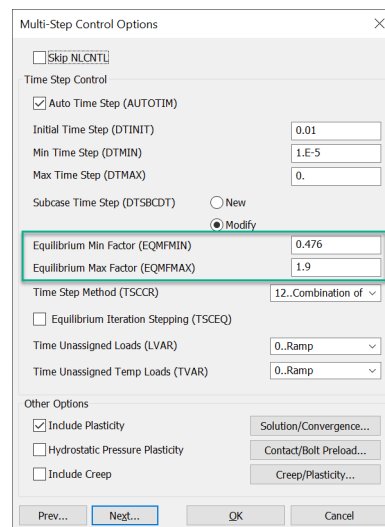 Multi-Step Control Options
Skip NLCNTL
Time Step Control
Auto Time Step (AUTOTIM)
Initial Time Step (DTINIT) 0.01
Min Time Step (DTMIN) 1.E-5
Max Time Step (DTMAX) 0.
Subcase Time Step (DTSBCDT) New
Modify
Equilibrium Min Factor (EQMFMIN) 0.476
Equilibrium Max Factor (EQMFMAX) 1.9
Time Step Method (TSCCR) 12..Combination of
Equilibrium Iteration Stepping (TSCEQ)
Time Unassigned Loads (LVAR) 0..Ramp
Time Unassigned Temp Loads (TVAR) 0..Ramp
Other Options
Include Plasticity Solution/Convergence...
Hydrostatic Pressure Plasticity Contact/Bolt Preload...
Include Creep Creep/Plasticity...
Prev... Next... OK Cancel